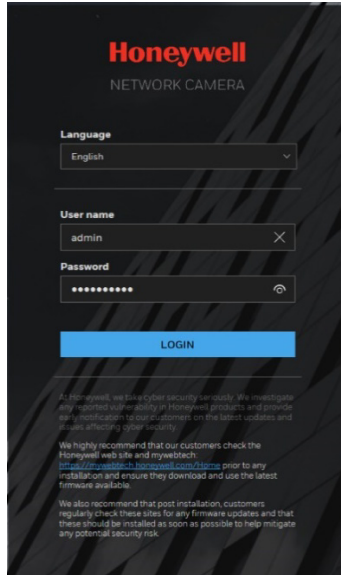 Honeywell
NETWORK CAMERA
Language
English
User name
admin
Password
••••••••••
LOGIN
At Honeywell, we take cyber security seriously. We investigate
any reported vulnerability in Honeywell products and provide
early notification to our customers on the latest updates and
issues affecting cyber security.
We highly recommend that our customers check the
Honeywell web site and mywebtech:
https://mywebtech.honeywell.com/Home prior to any
installation and ensure they download and use the latest
firmware available.
We also recommend that post installation, customers
regularly check these sites for any firmware updates and that
these should be installed as soon as possible to help mitigate
any potential security risk.